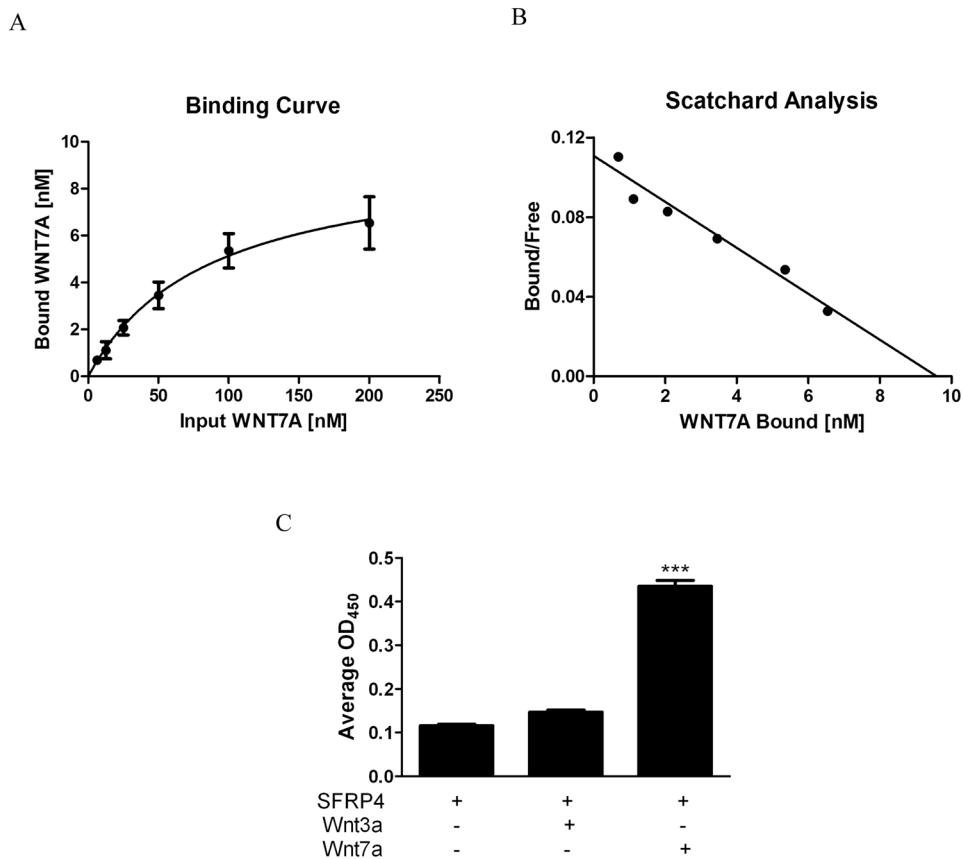 A
Binding Curve
Bound WNT7A [nM]
10
8
6
4
2
0
0 50 100 150 200 250
Input WNT7A [nM]
B
Scatchard Analysis
Bound/Free
0.12
0.08
0.04
0.00
0 2 4 6 8 10
WNT7A Bound [nM]
C
Average OD450
0.5
0.4
0.3
0.2
0.1
0.0
***
SFRP4 + + +
Wnt3a - + -
Wnt7a - - +